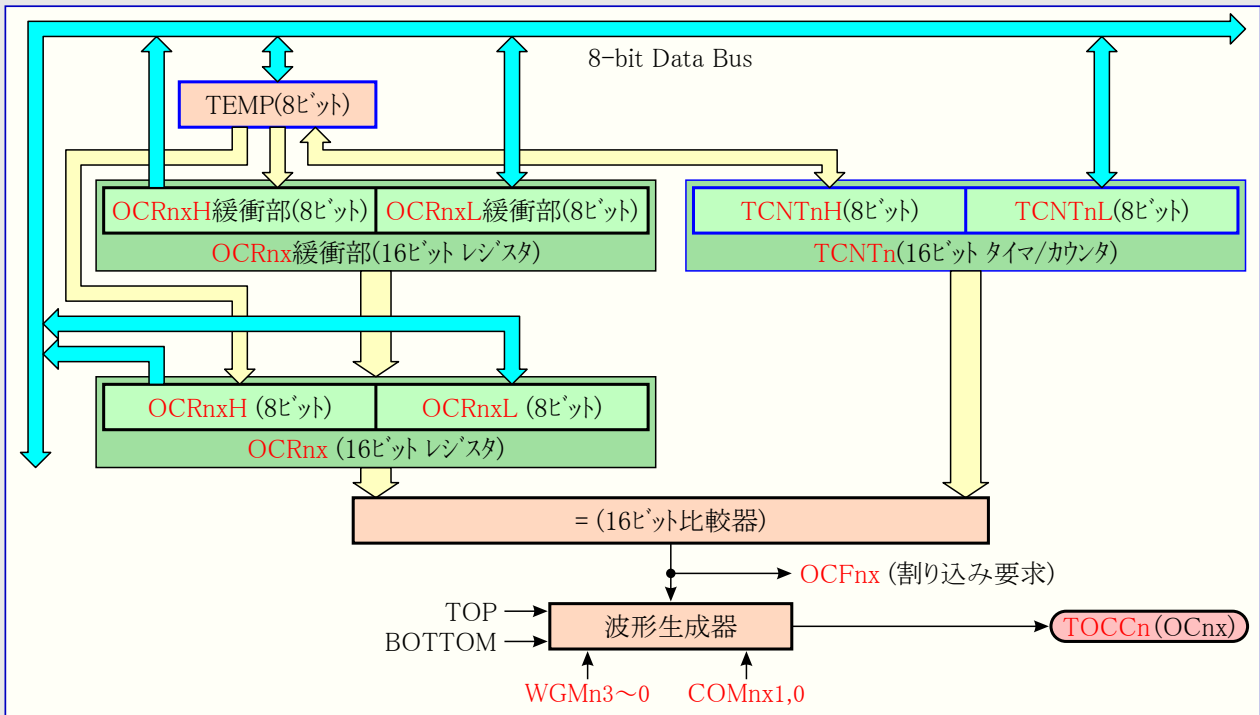 8-bit Data Bus
TEMP(8ビット)
OCRnxH緩衝部(8ビット)
OCRnxL緩衝部(8ビット)
OCRnx緩衝部(16ビット レジスタ)
TCNTnH(8ビット)
TCNTnL(8ビット)
TCNTn(16ビット タイマ/カウンタ)
OCRnxH (8ビット)
OCRnxL (8ビット)
OCRnx (16ビット レジスタ)
= (16ビット比較器)
OCFnx (割り込み要求)
TOP
BOTTOM
波形生成器
TOCCn(OCnx)
WGMn3〜0
COMnx1,0